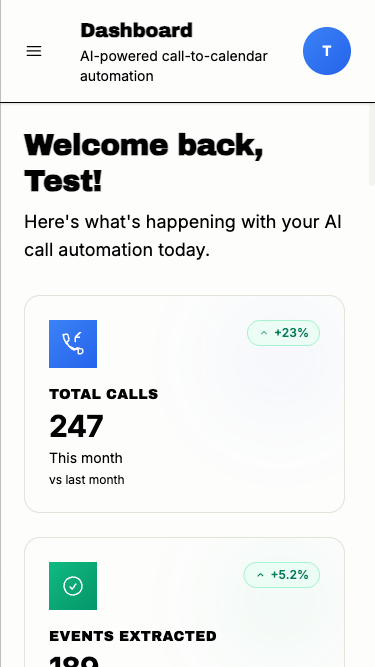 Dashboard
AI-powered call-to-calendar
automation
T
Welcome back,
Test!
Here's what's happening with your AI
call automation today.
+23%
TOTAL CALLS
247
This month
vs last month
+5.2%
EVENTS EXTRACTED
189